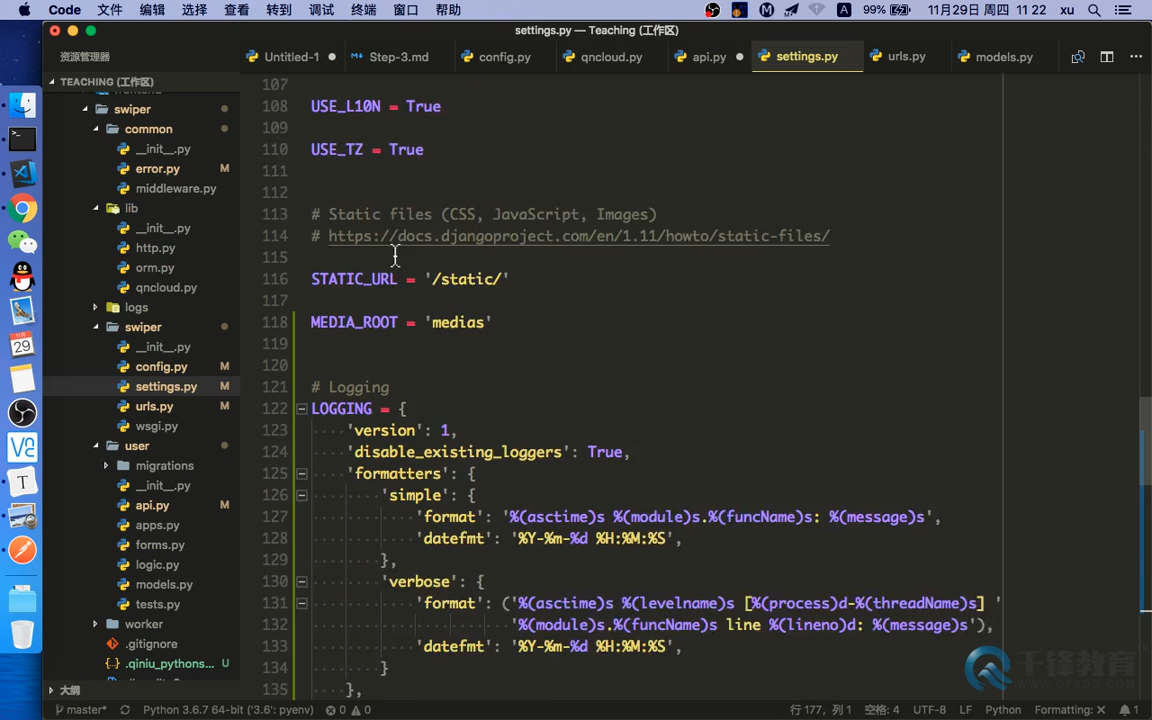 Code 文件 编辑 选择 查看 转到 调试 终端 窗口 帮助 99% 11月29日 周四 11 22 xu
settings.py — Teaching (工作区)
资源管理器
Untitled-1 Step-3.md config.py qncloud.py api.py settings.py urls.py models.py
TEACHING (工作区)
swiper
common
__init__.py
error.py M
middleware.py
lib
__init__.py
http.py
orm.py
qncloud.py
logs
swiper
__init__.py
config.py M
settings.py M
urls.py M
wsgi.py
user
migrations
__init__.py
api.py M
apps.py
forms.py
logic.py
models.py
tests.py
worker
.gitignore
.qiniu_pythons... U
大纲
107
108 USE_L10N = True
109
110 USE_TZ = True
111
112
113 # Static files (CSS, JavaScript, Images)
114 # https://docs.djangoproject.com/en/1.11/howto/static-files/
115
116 STATIC_URL = '/static/'
117
118 MEDIA_ROOT = 'medias'
119
120
121 # Logging
122 LOGGING = {
123 'version': 1,
124 'disable_existing_loggers': True,
125 'formatters': {
126 'simple': {
127 'format': '%(asctime)s %(module)s.%(funcName)s: %(message)s',
128 'datefmt': '%Y-%m-%d %H:%M:%S',
129 },
130 'verbose': {
131 'format': ('%(asctime)s %(levelname)s [%(process)d-%(threadName)s] '
132 '%(module)s.%(funcName)s line %(lineno)d: %(message)s'),
133 'datefmt': '%Y-%m-%d %H:%M:%S',
134 }
135 },
千锋教育
WWW.QFEDU.COM
master* Python 3.6.7 64-bit ('3.6': pyenv) 0 0 行 177, 列 1 空格: 4 UTF-8 LF Python Formatting: × 1